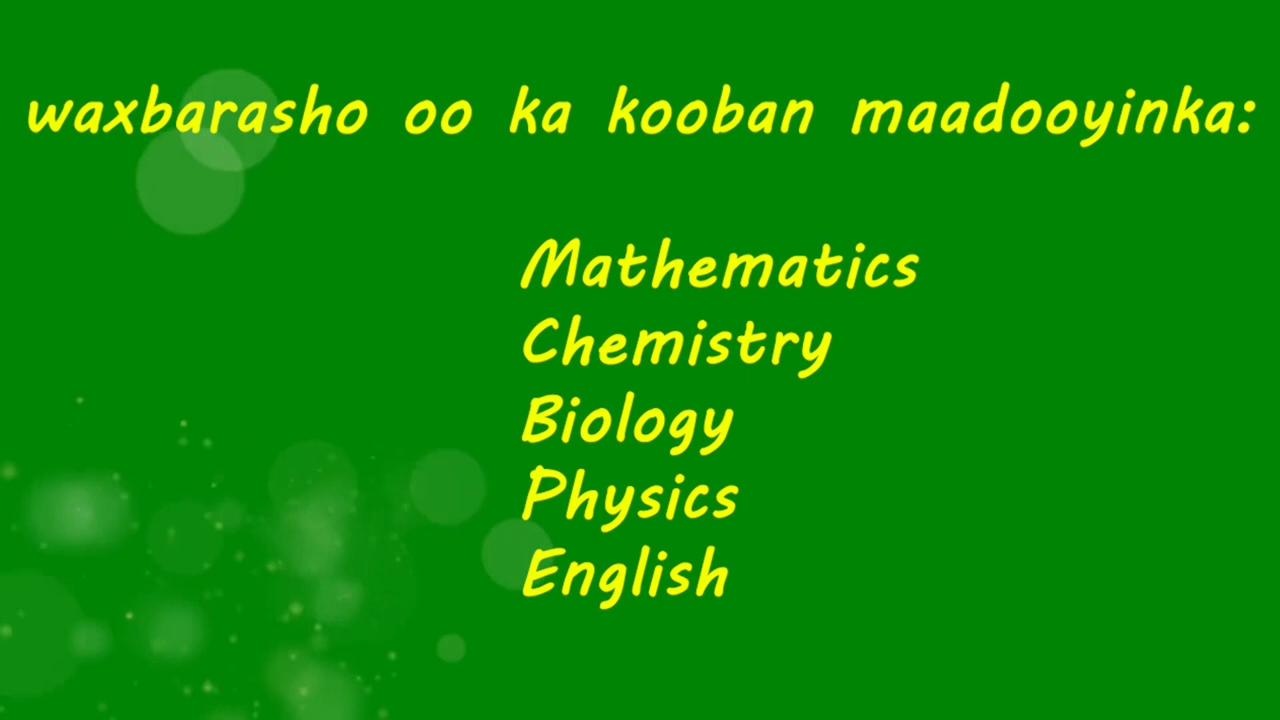 waxbarasho oo ka kooban maadooyinka:
Mathematics
Chemistry
Biology
Physics
English